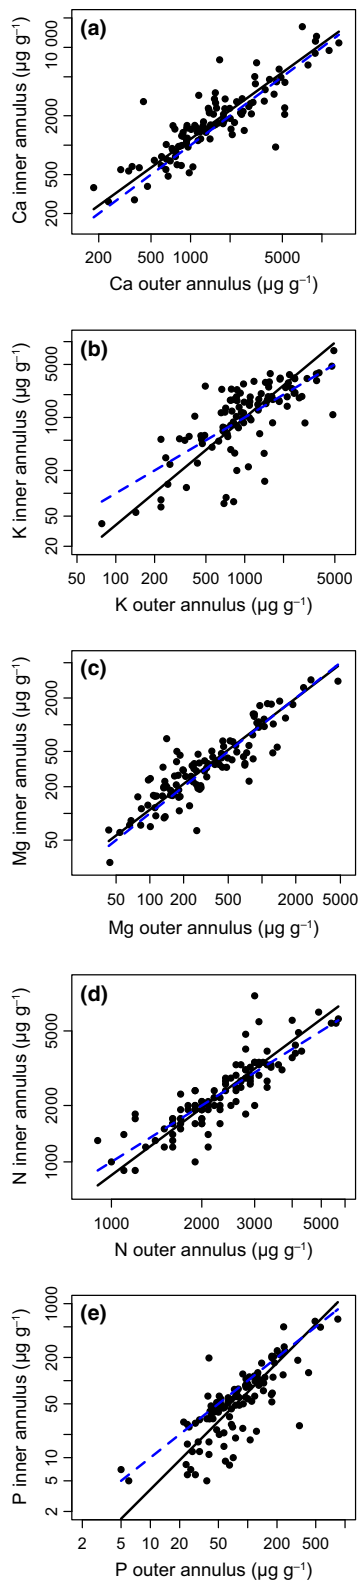 (a)
Ca inner annulus (µg g⁻¹)
10 000
2000
500
200
200 500 1000 5000
Ca outer annulus (µg g⁻¹)
(b)
K inner annulus (µg g⁻¹)
5000
1000
200
50
20
50 100 200 500 1000 5000
K outer annulus (µg g⁻¹)
(c)
Mg inner annulus (µg g⁻¹)
2000
500
200
50
50 100 200 500 2000 5000
Mg outer annulus (µg g⁻¹)
(d)
N inner annulus (µg g⁻¹)
5000
2000
1000
1000 2000 3000 5000
N outer annulus (µg g⁻¹)
(e)
P inner annulus (µg g⁻¹)
1000
200
50
10
5
2
2 5 10 20 50 200 500
P outer annulus (µg g⁻¹)